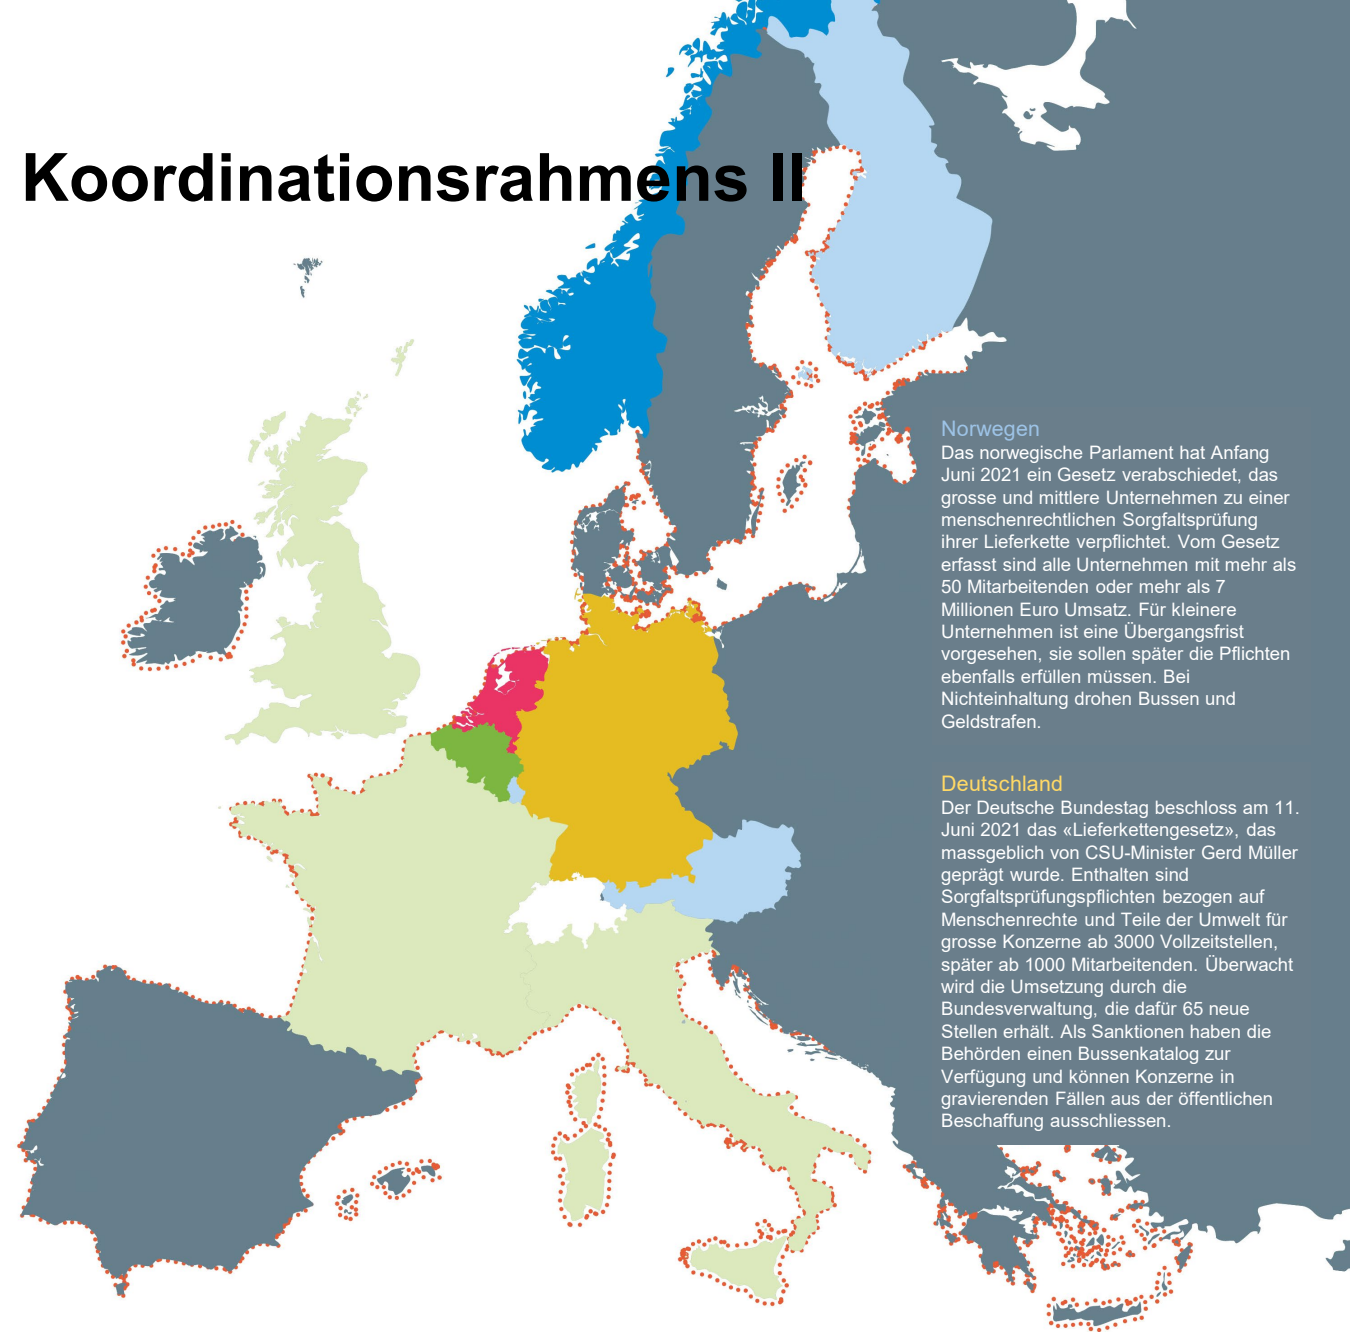 Koordinationsrahmens II
Norwegen
Das norwegische Parlament hat Anfang
Juni 2021 ein Gesetz verabschiedet, das
grosse und mittlere Unternehmen zu einer
menschenrechtlichen Sorgfaltsprüfung
ihrer Lieferkette verpflichtet. Vom Gesetz
erfasst sind alle Unternehmen mit mehr als
50 Mitarbeitenden oder mehr als 7
Millionen Euro Umsatz. Für kleinere
Unternehmen ist eine Übergangsfrist
vorgesehen, sie sollen später die Pflichten
ebenfalls erfüllen müssen. Bei
Nichteinhaltung drohen Bussen und
Geldstrafen.
Deutschland
Der Deutsche Bundestag beschloss am 11.
Juni 2021 das «Lieferkettengesetz», das
massgeblich von CSU-Minister Gerd Müller
geprägt wurde. Enthalten sind
Sorgfaltsprüfungspflichten bezogen auf
Menschenrechte und Teile der Umwelt für
grosse Konzerne ab 3000 Vollzeitstellen,
später ab 1000 Mitarbeitenden. Überwacht
wird die Umsetzung durch die
Bundesverwaltung, die dafür 65 neue
Stellen erhält. Als Sanktionen haben die
Behörden einen Bussenkatalog zur
Verfügung und können Konzerne in
gravierenden Fällen aus der öffentlichen
Beschaffung ausschliessen.